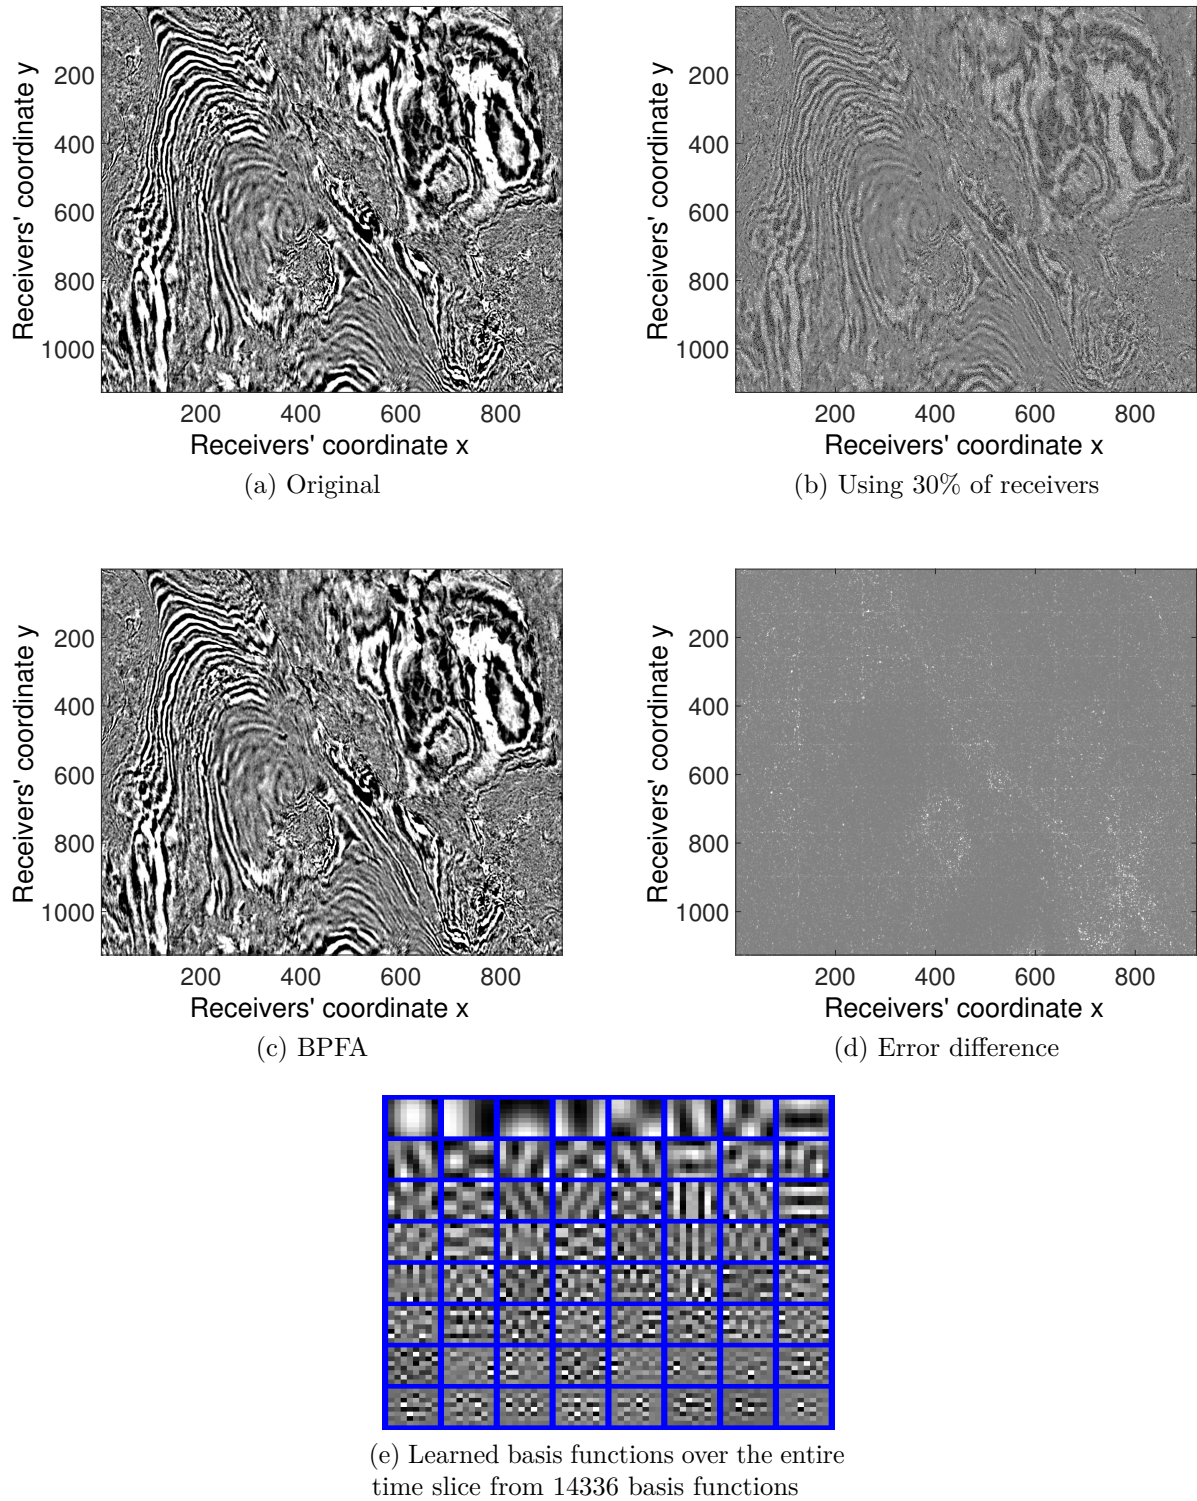 200
400
600
800
1000
Receivers' coordinate y
200 400 600 800
Receivers' coordinate x
(a) Original
200
400
600
800
1000
Receivers' coordinate y
200 400 600 800
Receivers' coordinate x
(b) Using 30% of receivers
200
400
600
800
1000
Receivers' coordinate y
200 400 600 800
Receivers' coordinate x
(c) BPFA
200
400
600
800
1000
Receivers' coordinate y
200 400 600 800
Receivers' coordinate x
(d) Error difference
(e) Learned basis functions over the entire
time slice from 14336 basis functions